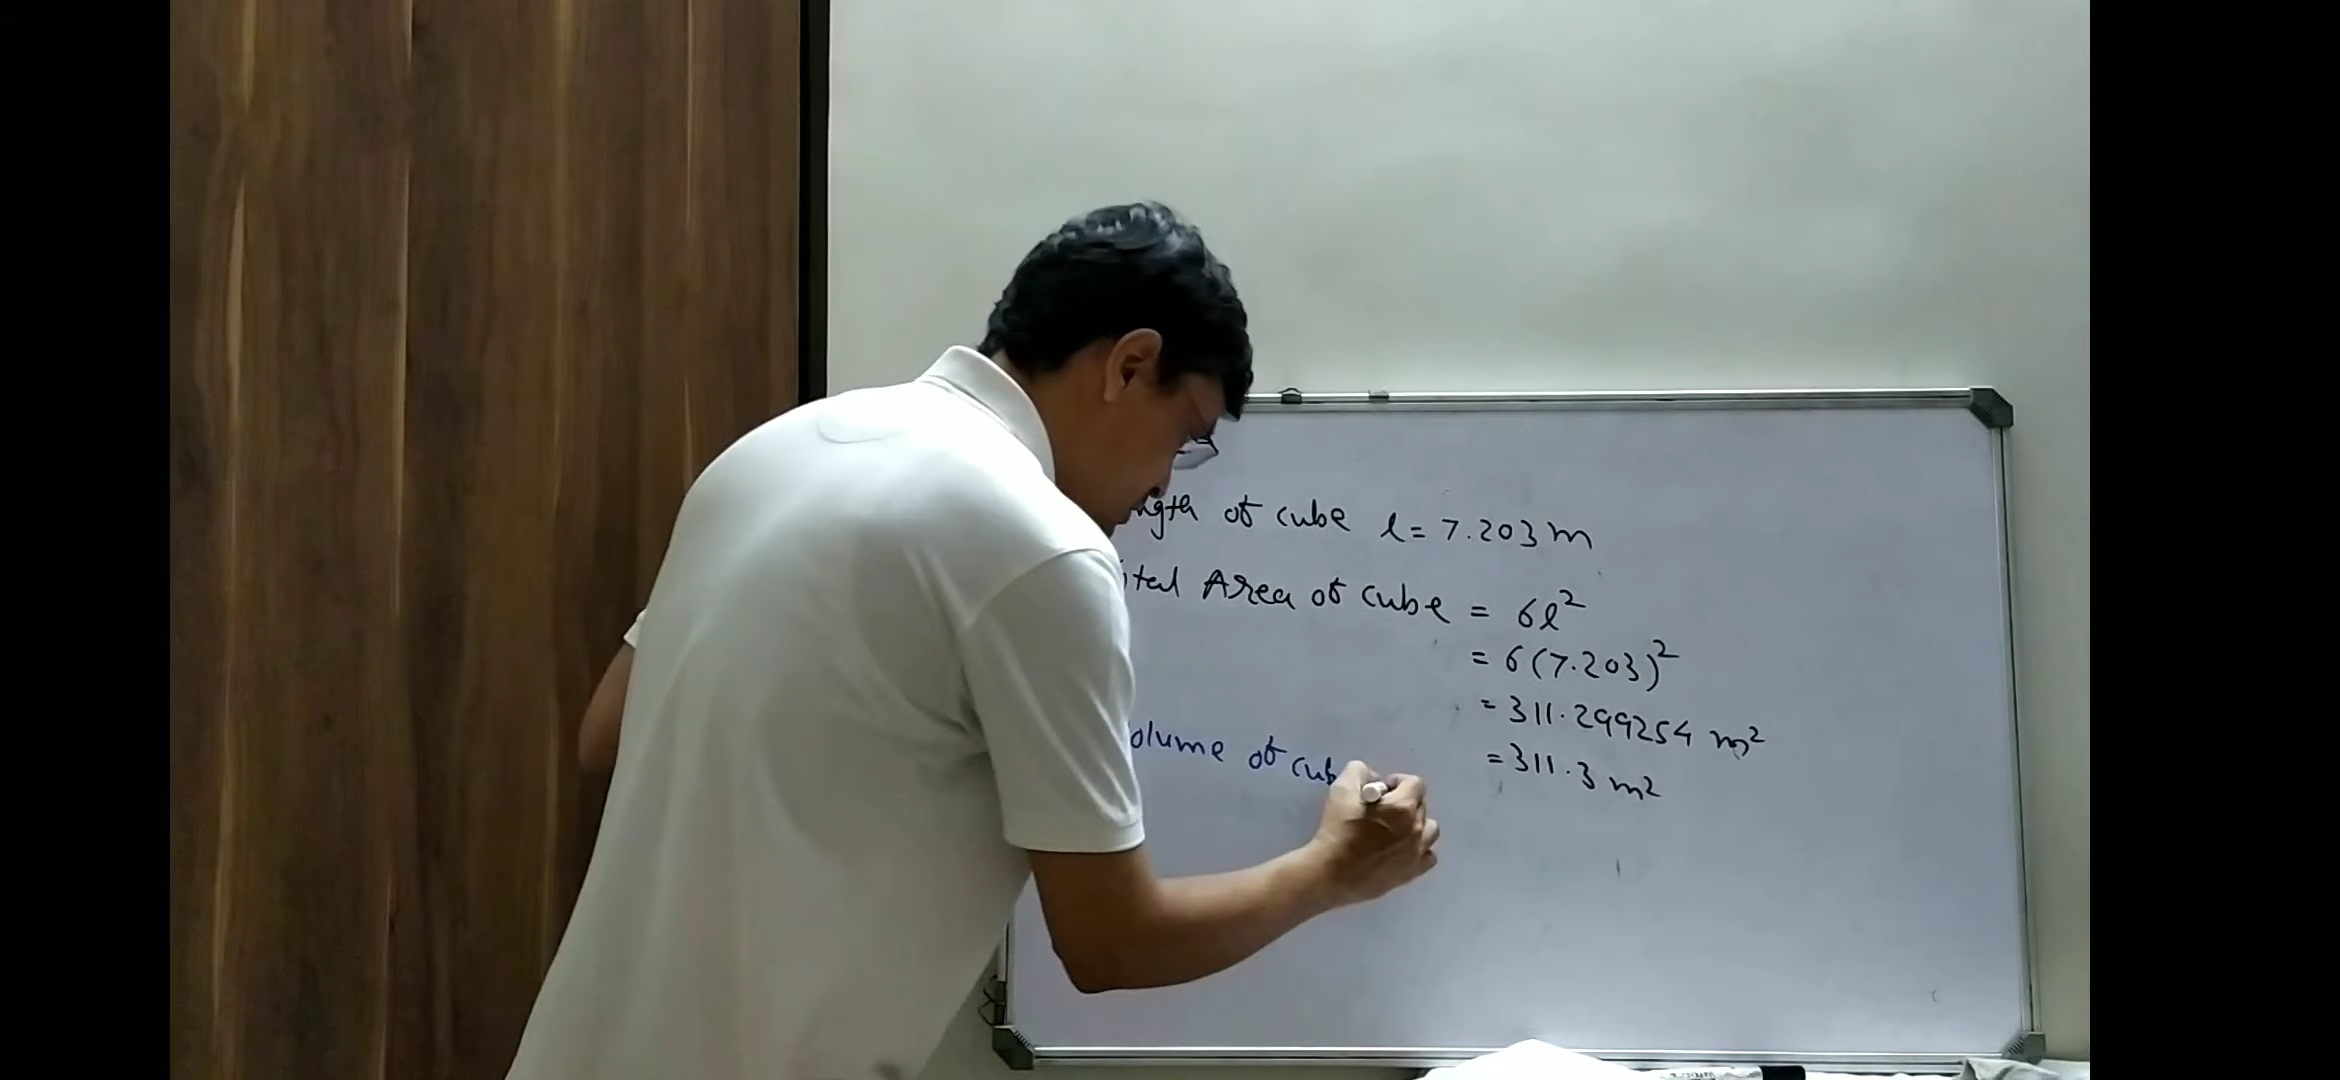 of cube l = 7.203 m
Area of cube = 6l²
= 6(7.203)²
= 311.299254 m²
= 311.3 m²
of